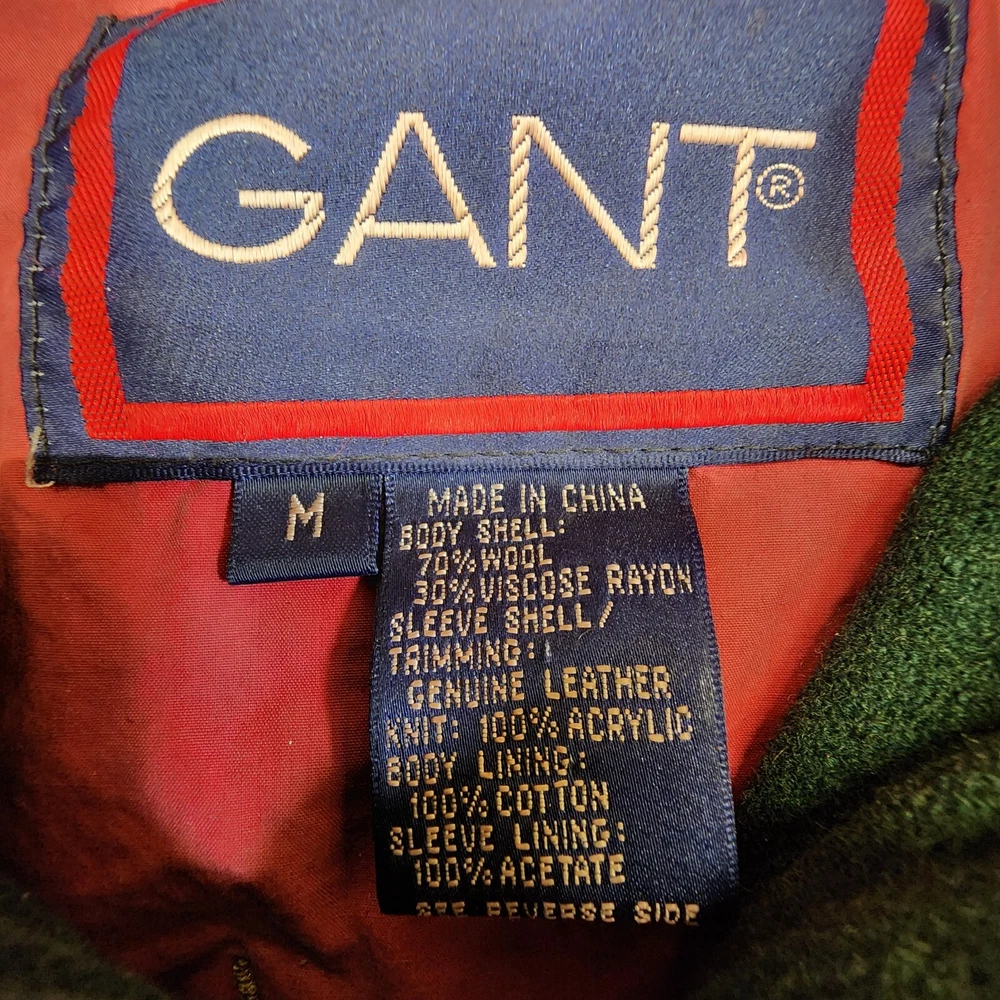 GANT®
M
MADE IN CHINA
BODY SHELL:
70% WOOL
30% VISCOSE RAYON
SLEEVE SHELL/
TRIMMING:
GENUINE LEATHER
KNIT: 100% ACRYLIC
BODY LINING:
100% COTTON
SLEEVE LINING:
100% ACETATE
SEE REVERSE SIDE